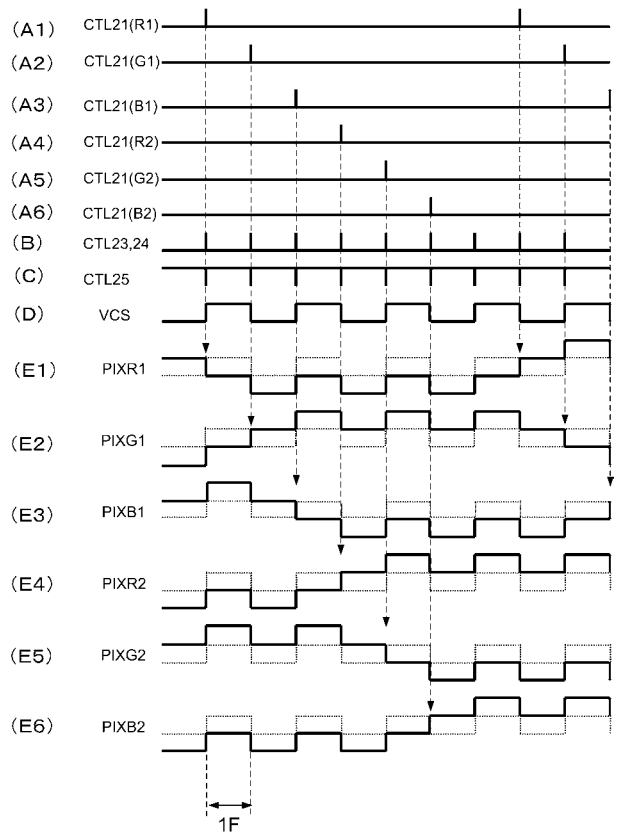 (A1) CTL21(R1)
(A2) CTL21(G1)
(A3) CTL21(B1)
(A4) CTL21(R2)
(A5) CTL21(G2)
(A6) CTL21(B2)
(B) CTL23,24
(C) CTL25
(D) VCS
(E1) PIXR1
(E2) PIXG1
(E3) PIXB1
(E4) PIXR2
(E5) PIXG2
(E6) PIXB2
1F